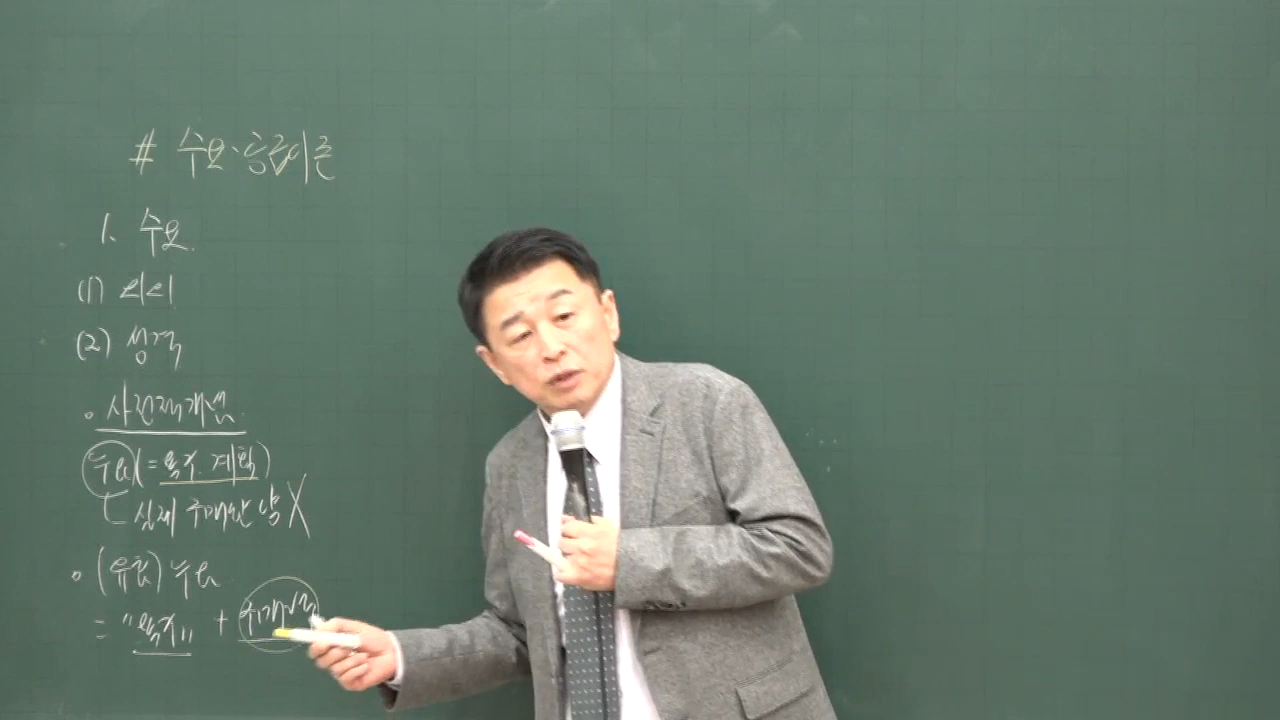 # 수요·공급이론
1. 수요
(1) 의의
(2) 성격
∘ 사전적개념
수요(=욕구. 계획)
실제 구매한 양 X
∘ (유효) 수요
= "욕구" + 구매력